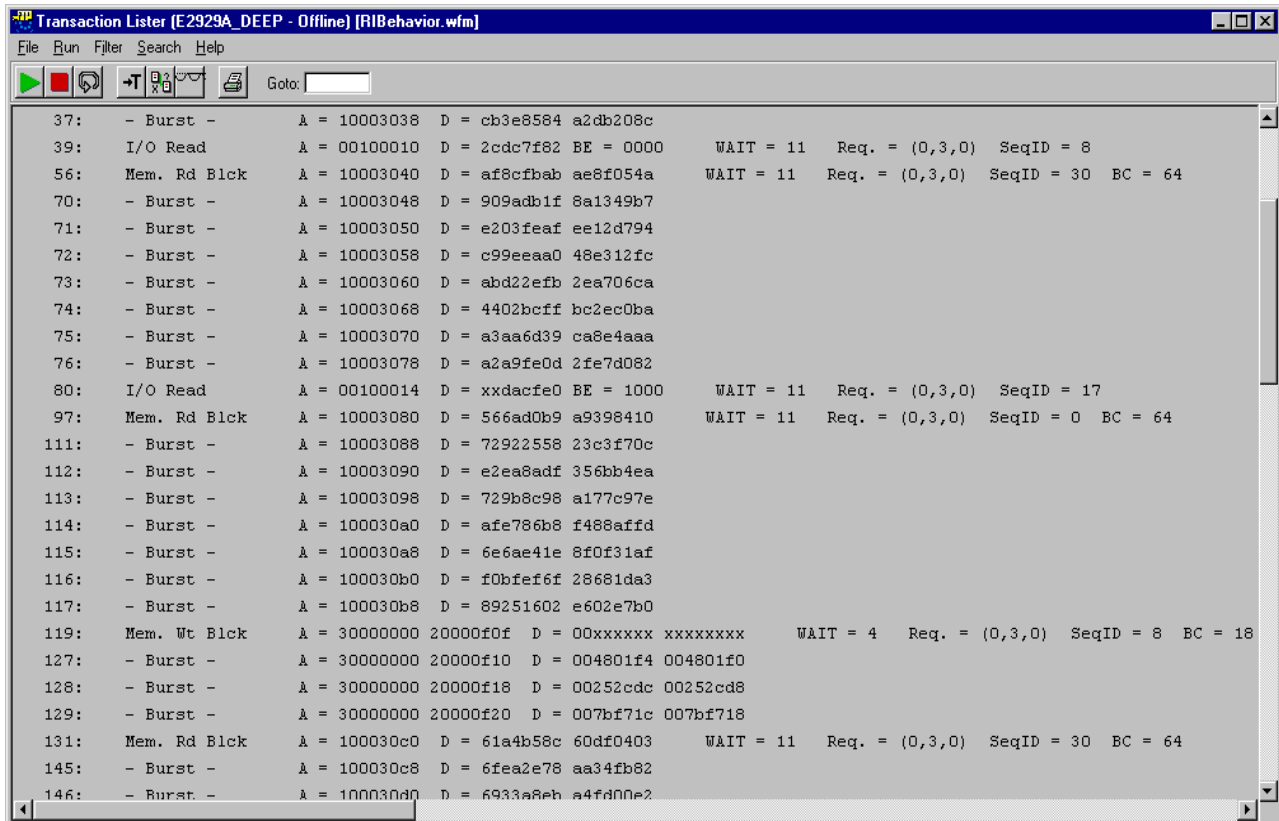 Transaction Lister (E2929A_DEEP - Offline) [RIBehavior.wfm]
File Run Filter Search Help
Goto:
37: - Burst - A = 10003038 D = cb3e8584 a2db208c
39: I/O Read A = 00100010 D = 2cdc7f82 BE = 0000 WAIT = 11 Req. = (0,3,0) SeqID = 8
56: Mem. Rd Blck A = 10003040 D = af8cfbab ae8f054a WAIT = 11 Req. = (0,3,0) SeqID = 30 BC = 64
70: - Burst - A = 10003048 D = 909adb1f 8a1349b7
71: - Burst - A = 10003050 D = e203feaf ee12d794
72: - Burst - A = 10003058 D = c99eeaa0 48e312fc
73: - Burst - A = 10003060 D = abd22efb 2ea706ca
74: - Burst - A = 10003068 D = 4402bcff bc2ec0ba
75: - Burst - A = 10003070 D = a3aa6d39 ca8e4aaa
76: - Burst - A = 10003078 D = a2a9fe0d 2fe7d082
80: I/O Read A = 00100014 D = xxdacfe0 BE = 1000 WAIT = 11 Req. = (0,3,0) SeqID = 17
97: Mem. Rd Blck A = 10003080 D = 566ad0b9 a9398410 WAIT = 11 Req. = (0,3,0) SeqID = 0 BC = 64
111: - Burst - A = 10003088 D = 72922558 23c3f70c
112: - Burst - A = 10003090 D = e2ea8adf 356bb4ea
113: - Burst - A = 10003098 D = 729b8c98 a177c97e
114: - Burst - A = 100030a0 D = afe786b8 f488affd
115: - Burst - A = 100030a8 D = 6e6ae41e 8f0f31af
116: - Burst - A = 100030b0 D = f0bfef6f 28681da3
117: - Burst - A = 100030b8 D = 89251602 e602e7b0
119: Mem. Wt Blck A = 30000000 20000f0f D = 00xxxxxx xxxxxxxx WAIT = 4 Req. = (0,3,0) SeqID = 8 BC = 18
127: - Burst - A = 30000000 20000f10 D = 004801f4 004801f0
128: - Burst - A = 30000000 20000f18 D = 00252cdc 00252cd8
129: - Burst - A = 30000000 20000f20 D = 007bf71c 007bf718
131: Mem. Rd Blck A = 100030c0 D = 61a4b58c 60df0403 WAIT = 11 Req. = (0,3,0) SeqID = 30 BC = 64
145: - Burst - A = 100030c8 D = 6fea2e78 aa34fb82
146: - Burst - A = 100030d0 D = 6933a8eb a4fd00e2